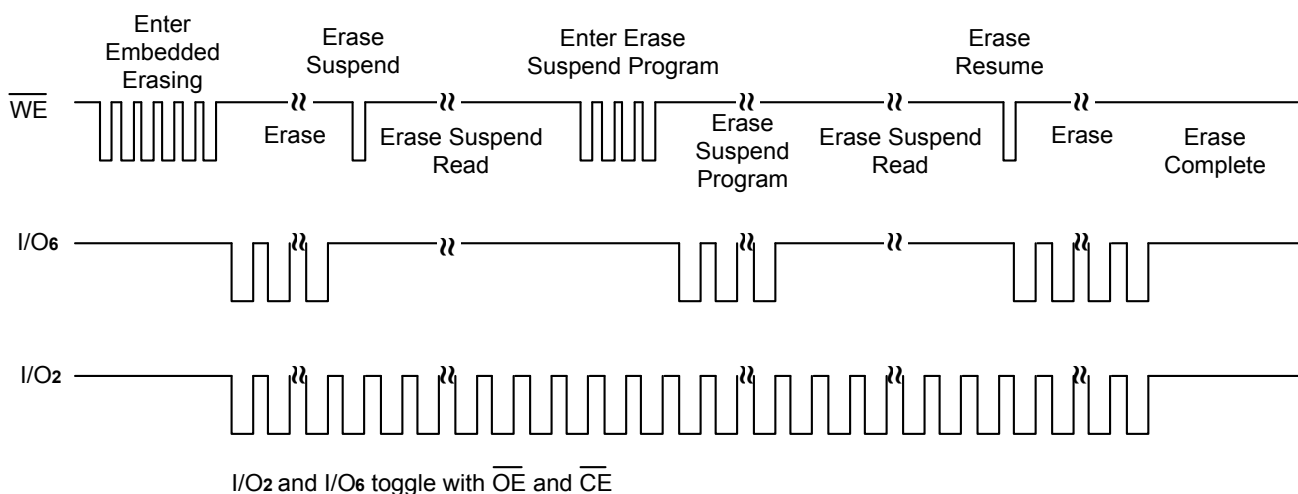 Enter
Embedded
Erasing
Erase
Suspend
Enter Erase
Suspend Program
Erase
Resume
WE
Erase
Erase Suspend
Read
Erase
Suspend
Program
Erase Suspend
Read
Erase
Erase
Complete
I/O6
I/O2
I/O2 and I/O6 toggle with OE and CE